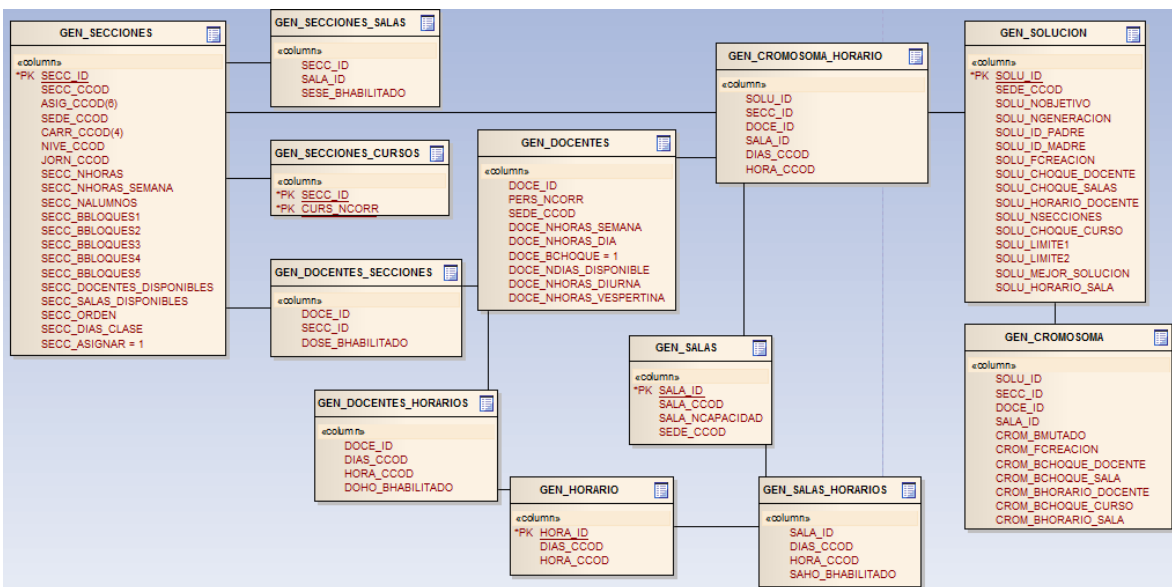 GEN_SECCIONES
«column»
*PK SECC_ID
SECC_CCOD
ASIG_CCOD(6)
SEDE_CCOD
CARR_CCOD(4)
NIVE_CCOD
JORN_CCOD
SECC_NHORAS
SECC_NHORAS_SEMANA
SECC_NALUMNOS
SECC_BBLOQUES1
SECC_BBLOQUES2
SECC_BBLOQUES3
SECC_BBLOQUES4
SECC_BBLOQUES5
SECC_DOCENTES_DISPONIBLES
SECC_SALAS_DISPONIBLES
SECC_ORDEN
SECC_DIAS_CLASE
SECC_ASIGNAR = 1
GEN_SECCIONES_SALAS
«column»
SECC_ID
SALA_ID
SESE_BHABILITADO
GEN_SECCIONES_CURSOS
«column»
*PK SECC_ID
*PK CURS_NCORR
GEN_DOCENTES_SECCIONES
«column»
DOCE_ID
SECC_ID
DOSE_BHABILITADO
GEN_DOCENTES_HORARIOS
«column»
DOCE_ID
DIAS_CCOD
HORA_CCOD
DOHO_BHABILITADO
GEN_DOCENTES
«column»
DOCE_ID
PERS_NCORR
SEDE_CCOD
DOCE_NHORAS_SEMANA
DOCE_NHORAS_DIA
DOCE_BCHOQUE = 1
DOCE_NDIAS_DISPONIBLE
DOCE_NHORAS_DIURNA
DOCE_NHORAS_VESPERTINA
GEN_HORARIO
«column»
*PK HORA_ID
DIAS_CCOD
HORA_CCOD
GEN_SALAS
«column»
*PK SALA_ID
SALA_CCOD
SALA_NCAPACIDAD
SEDE_CCOD
GEN_CROMOSOMA_HORARIO
«column»
SOLU_ID
SECC_ID
DOCE_ID
SALA_ID
DIAS_CCOD
HORA_CCOD
GEN_SALAS_HORARIOS
«column»
SALA_ID
DIAS_CCOD
HORA_CCOD
SAHO_BHABILITADO
GEN_SOLUCION
«column»
*PK SOLU_ID
SEDE_CCOD
SOLU_NOBJETIVO
SOLU_NGENERACION
SOLU_ID_PADRE
SOLU_ID_MADRE
SOLU_FCREACION
SOLU_CHOQUE_DOCENTE
SOLU_CHOQUE_SALAS
SOLU_HORARIO_DOCENTE
SOLU_NSECCIONES
SOLU_CHOQUE_CURSO
SOLU_LIMITE1
SOLU_LIMITE2
SOLU_MEJOR_SOLUCION
SOLU_HORARIO_SALA
GEN_CROMOSOMA
«column»
SOLU_ID
SECC_ID
DOCE_ID
SALA_ID
CROM_BMUTADO
CROM_FCREACION
CROM_BCHOQUE_DOCENTE
CROM_BCHOQUE_SALA
CROM_BHORARIO_DOCENTE
CROM_BCHOQUE_CURSO
CROM_BHORARIO_SALA